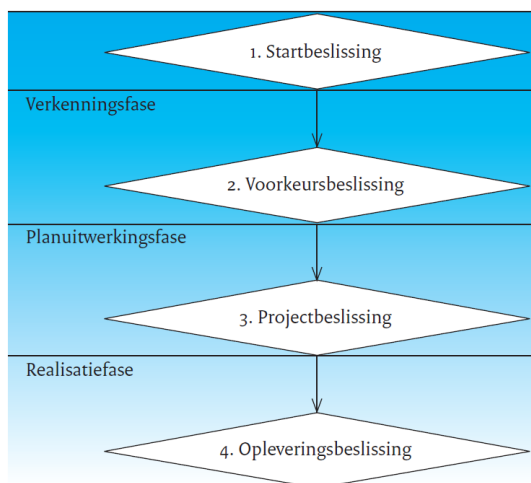 1. Startbeslissing
Verkenningsfase
2. Voorkeursbeslissing
Planuitwerkingsfase
3. Projectbeslissing
Realisatiefase
4. Opleveringsbeslissing